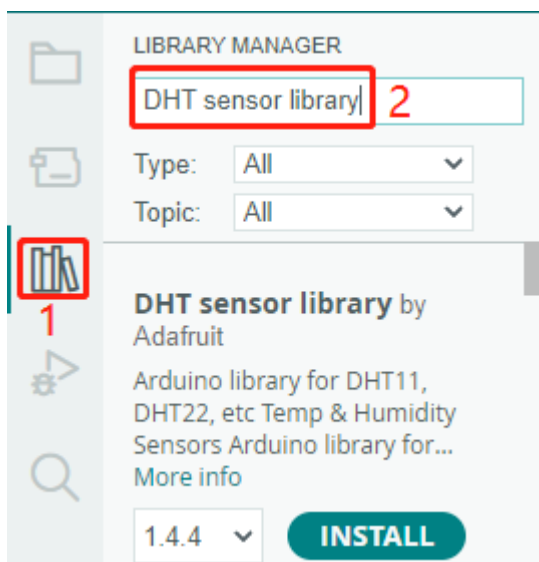 LIBRARY MANAGER
DHT sensor library
2
Type: All
Topic: All
1
DHT sensor library by
Adafruit
Arduino library for DHT11,
DHT22, etc Temp & Humidity
Sensors Arduino library for...
More info
1.4.4
INSTALL